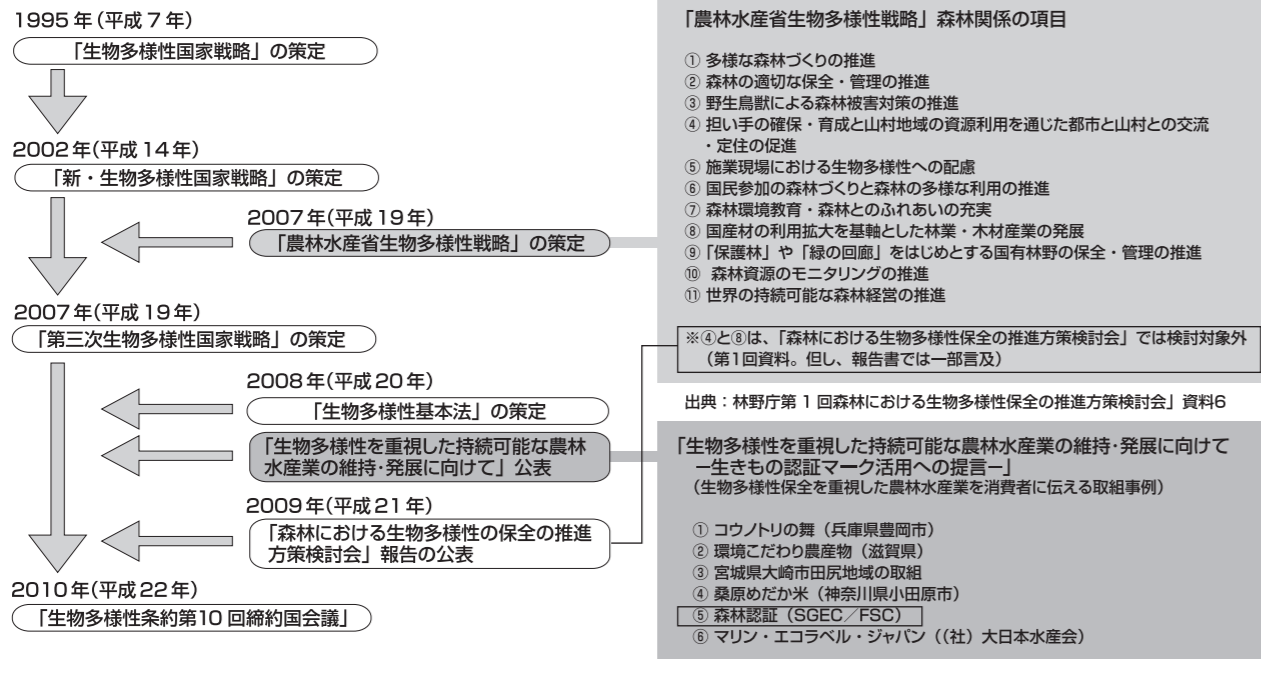 1995年(平成7年)
「生物多様性国家戦略」の策定
2002年(平成14年)
「新・生物多様性国家戦略」の策定
2007年(平成19年)
「農林水産省生物多様性戦略」の策定
2007年(平成19年)
「第三次生物多様性国家戦略」の策定
2008年(平成20年)
「生物多様性基本法」の策定
「生物多様性を重視した持続可能な農林
水産業の維持・発展に向けて」公表
2009年(平成21年)
「森林における生物多様性の保全の推進
方策検討会」報告の公表
2010年(平成22年)
「生物多様性条約第10回締約国会議」
「農林水産省生物多様性戦略」森林関係の項目
① 多様な森林づくりの推進
② 森林の適切な保全・管理の推進
③ 野生鳥獣による森林被害対策の推進
④ 担い手の確保・育成と山村地域の資源利用を通じた都市と山村との交流
・定住の促進
⑤ 施業現場における生物多様性への配慮
⑥ 国民参加の森林づくりと森林の多様な利用の推進
⑦ 森林環境教育・森林とのふれあいの充実
⑧ 国産材の利用拡大を基軸とした林業・木材産業の発展
⑨「保護林」や「緑の回廊」をはじめとする国有林野の保全・管理の推進
⑩ 森林資源のモニタリングの推進
⑪ 世界の持続可能な森林経営の推進
※④と⑧は、「森林における生物多様性保全の推進方策検討会」では検討対象外
(第1回資料。但し、報告書では一部言及)
出典:林野庁第1回森林における生物多様性保全の推進方策検討会」資料6
「生物多様性を重視した持続可能な農林水産業の維持・発展に向けて
ー生きもの認証マーク活用への提言ー」
(生物多様性保全を重視した農林水産業を消費者に伝える取組事例)
① コウノトリの舞(兵庫県豊岡市)
② 環境こだわり農産物(滋賀県)
③ 宮城県大崎市田尻地域の取組
④ 桑原めだか米(神奈川県小田原市)
⑤ 森林認証(SGEC/FSC)
⑥ マリン・エコラベル・ジャパン((社)大日本水産会)